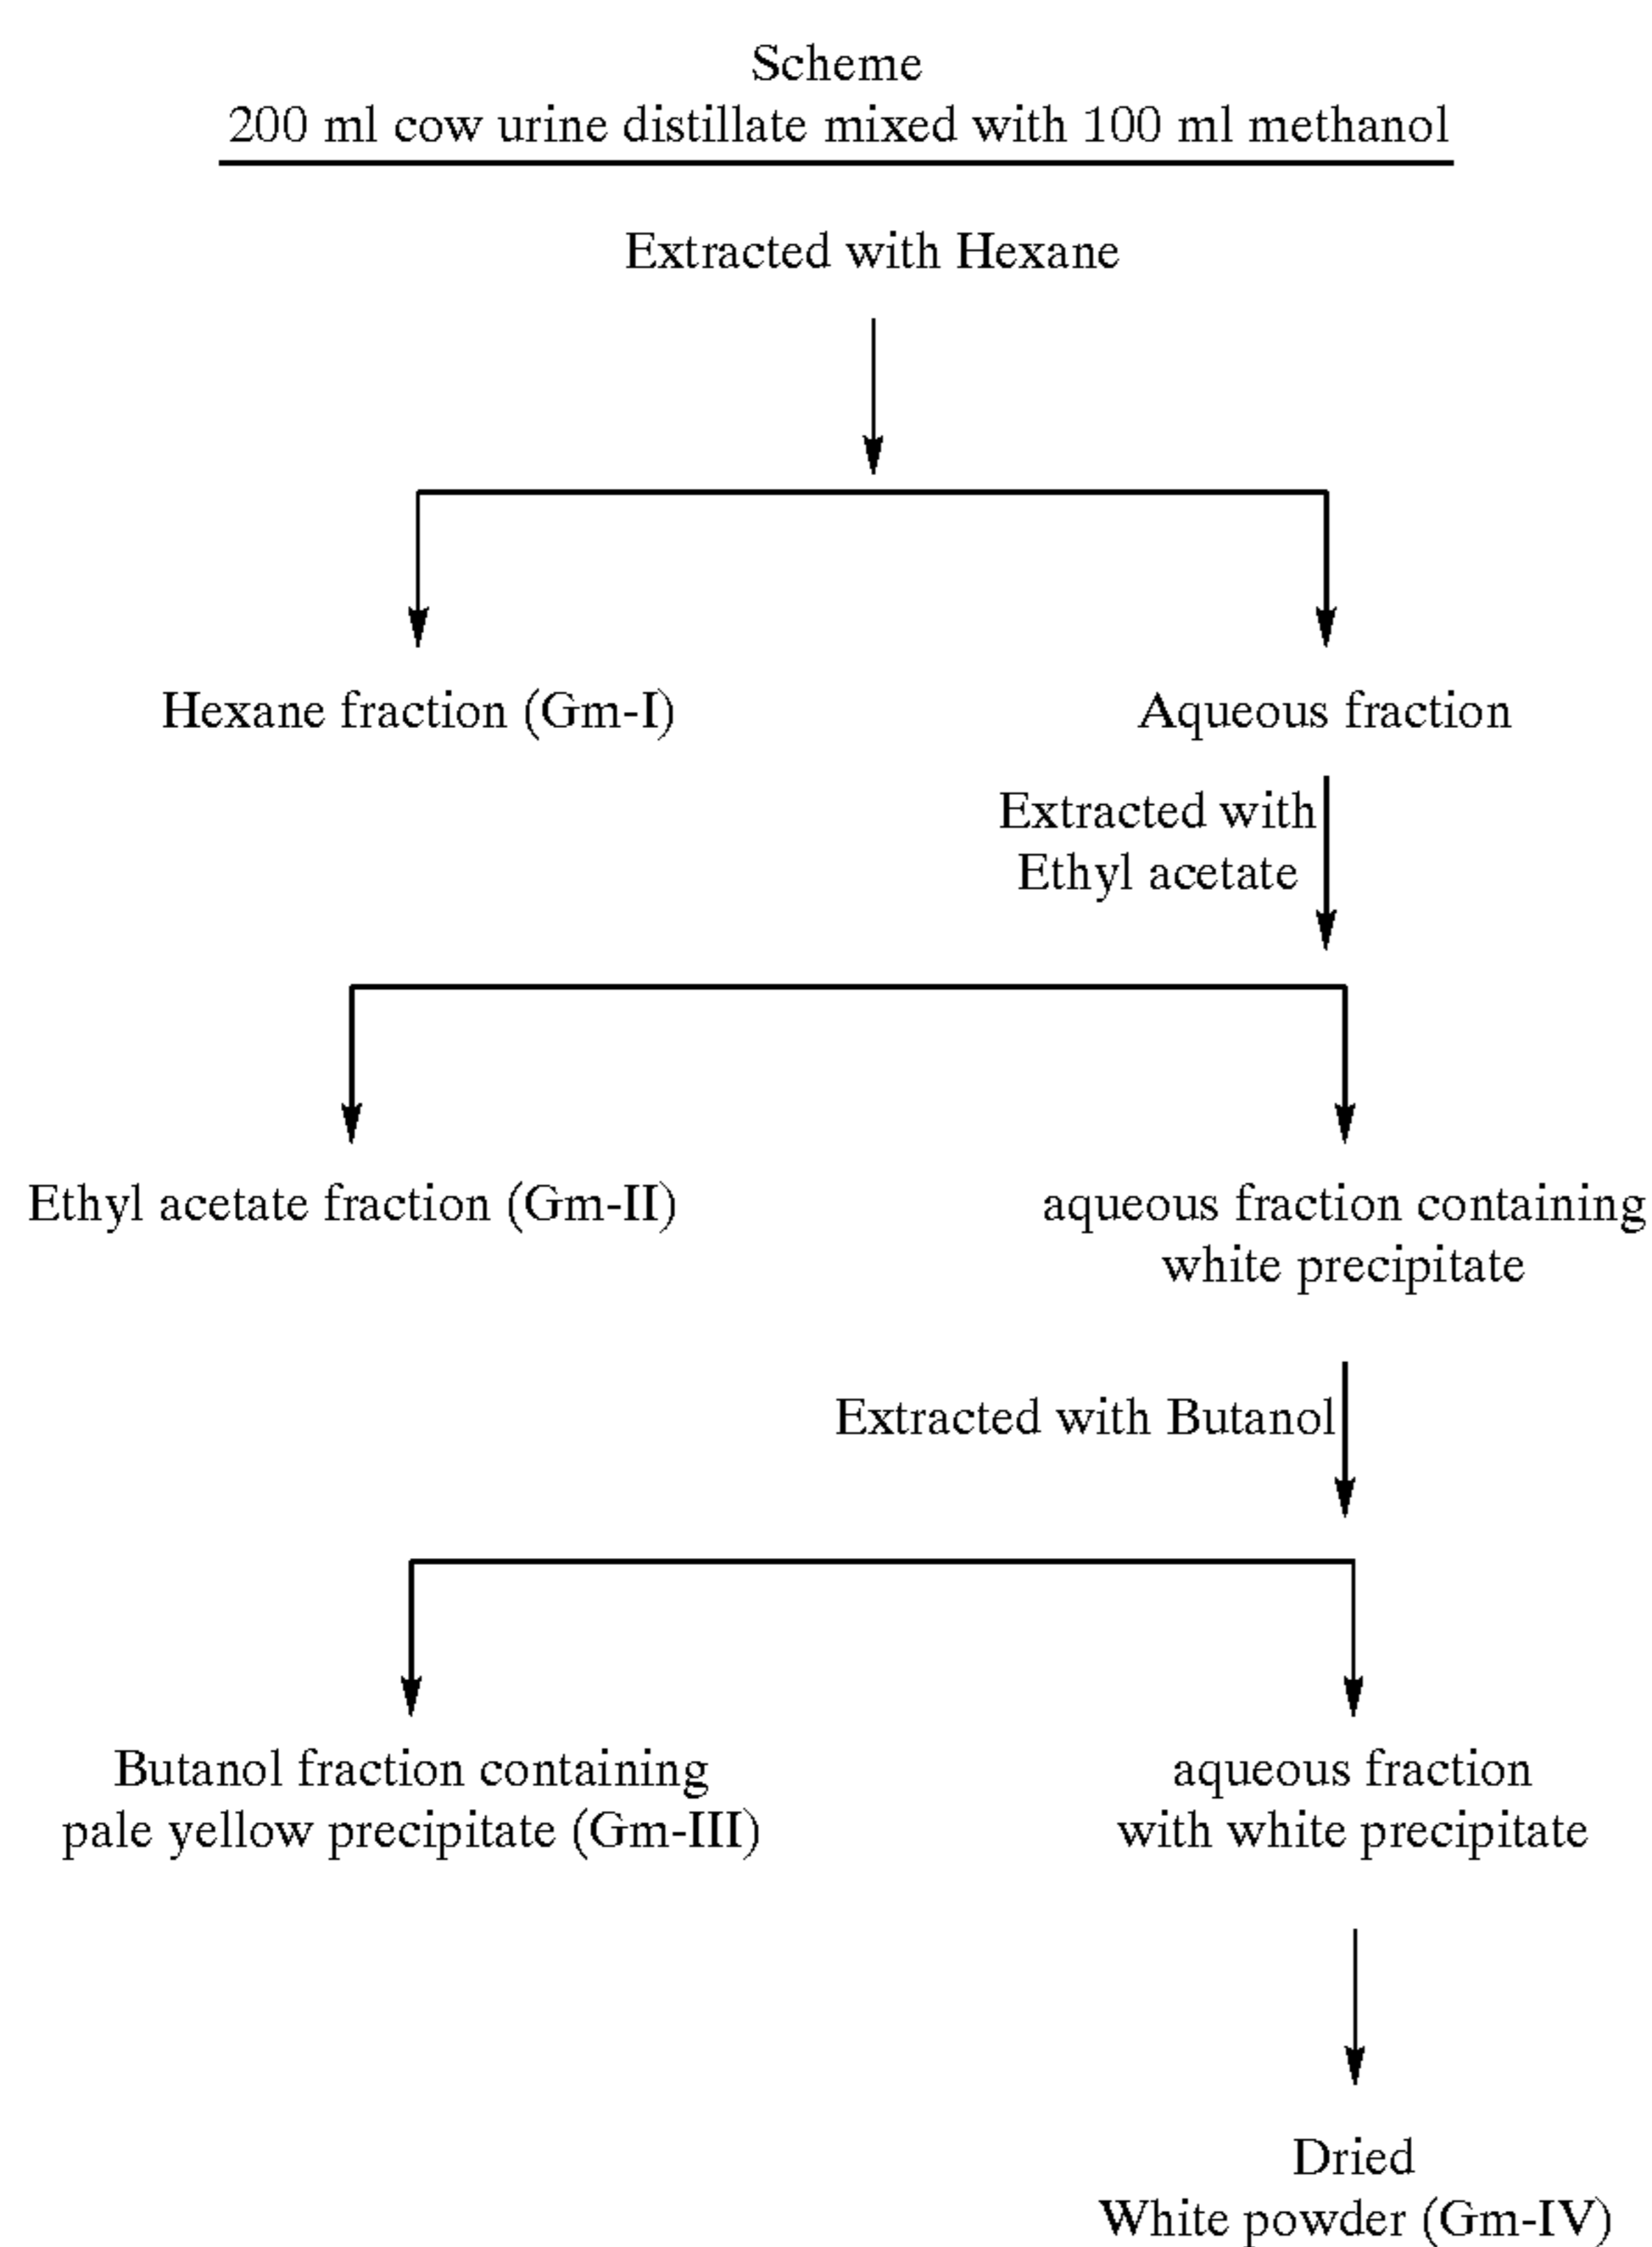 Scheme
200 ml cow urine distillate mixed with 100 ml methanol
Extracted with Hexane
Hexane fraction (Gm-I)
Aqueous fraction
Extracted with
Ethyl acetate
Ethyl acetate fraction (Gm-II)
aqueous fraction containing
white precipitate
Extracted with Butanol
Butanol fraction containing
pale yellow precipitate (Gm-III)
aqueous fraction
with white precipitate
Dried
White powder (Gm-IV)